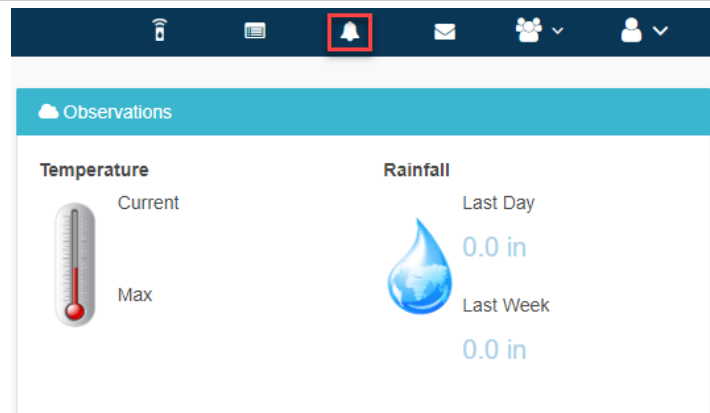 Observations
Temperature
Current
Max
Rainfall
Last Day
0.0 in
Last Week
0.0 in